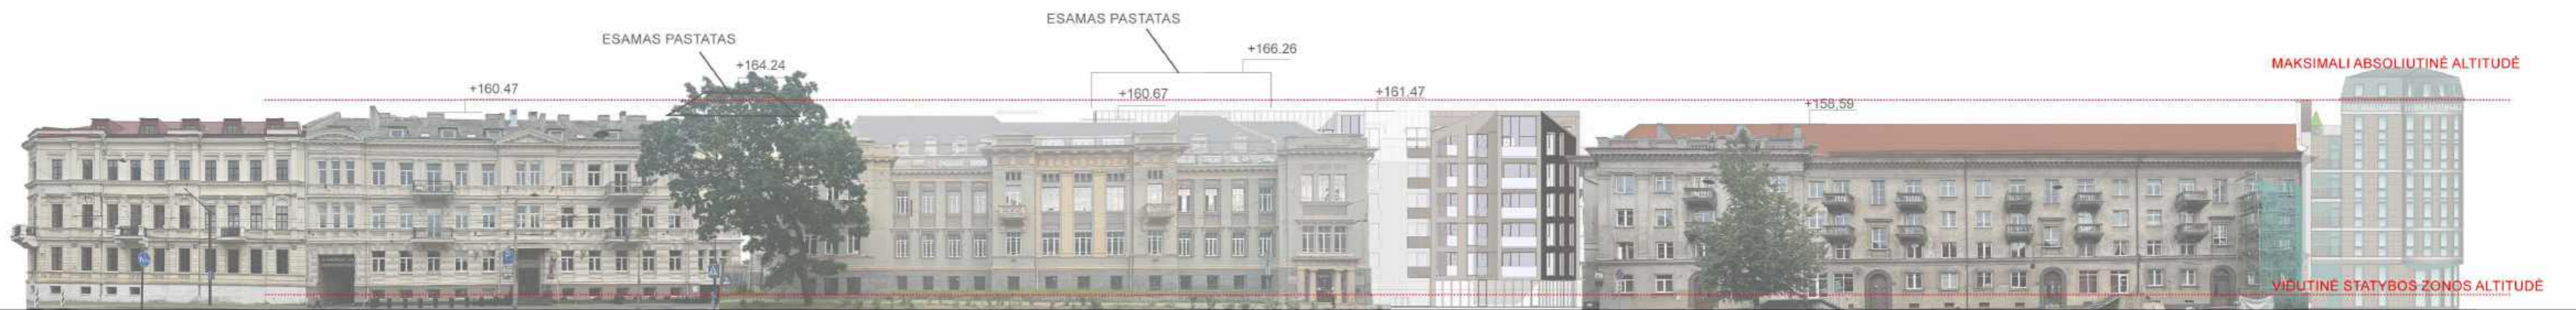 ESAMAS PASTATAS
ESAMAS PASTATAS
+166.26
+164.24
MAKSIMALI ABSOLIUTINĖ ALTITUDĖ
+160.47
+160.67
+161.47
+158,59
VIDUTINĖ STATYBOS ZONOS ALTITUDĖ